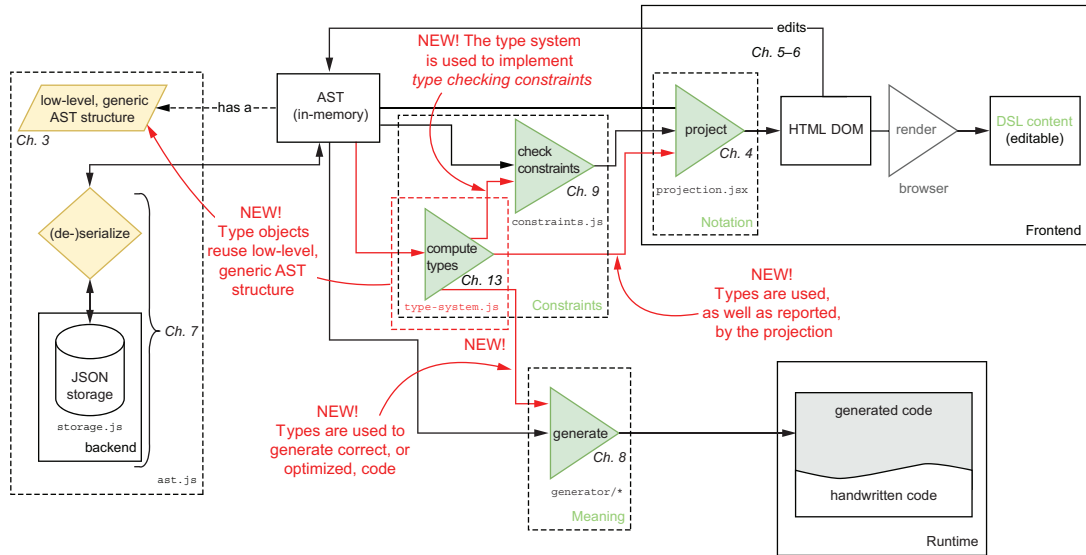 edits
Ch. 5–6
NEW! The type system
is used to implement
type checking constraints
low-level, generic
AST structure
Ch. 3
has a
AST
(in-memory)
project
Ch. 4
projection.jsx
Notation
HTML DOM
render
browser
DSL content
(editable)
Frontend
check
constraints
Ch. 9
constraints.js
(de-)serialize
NEW!
Type objects
reuse low-level,
generic AST
structure
compute
types
Ch. 13
type-system.js
Constraints
NEW!
Types are used,
as well as reported,
by the projection
Ch. 7
JSON
storage
storage.js
backend
ast.js
NEW!
NEW!
Types are used to
generate correct, or
optimized, code
generate
Ch. 8
generator/*
Meaning
generated code
handwritten code
Runtime